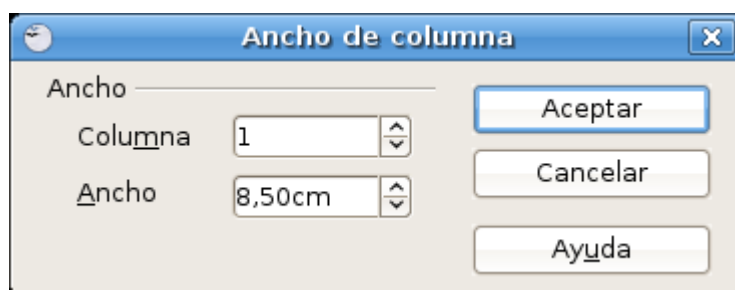 Ancho de columna
Ancho
Columna 1
Ancho 8,50cm
Aceptar
Cancelar
Ayuda